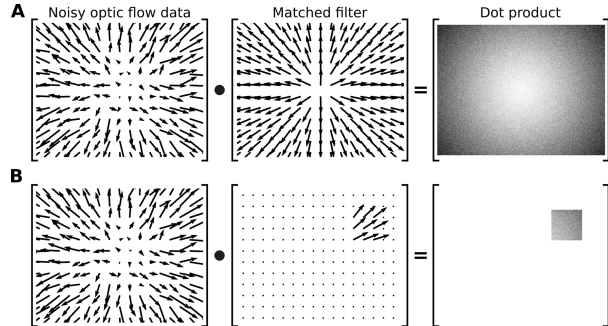 A
Noisy optic flow data
Matched filter
Dot product
=
B
=